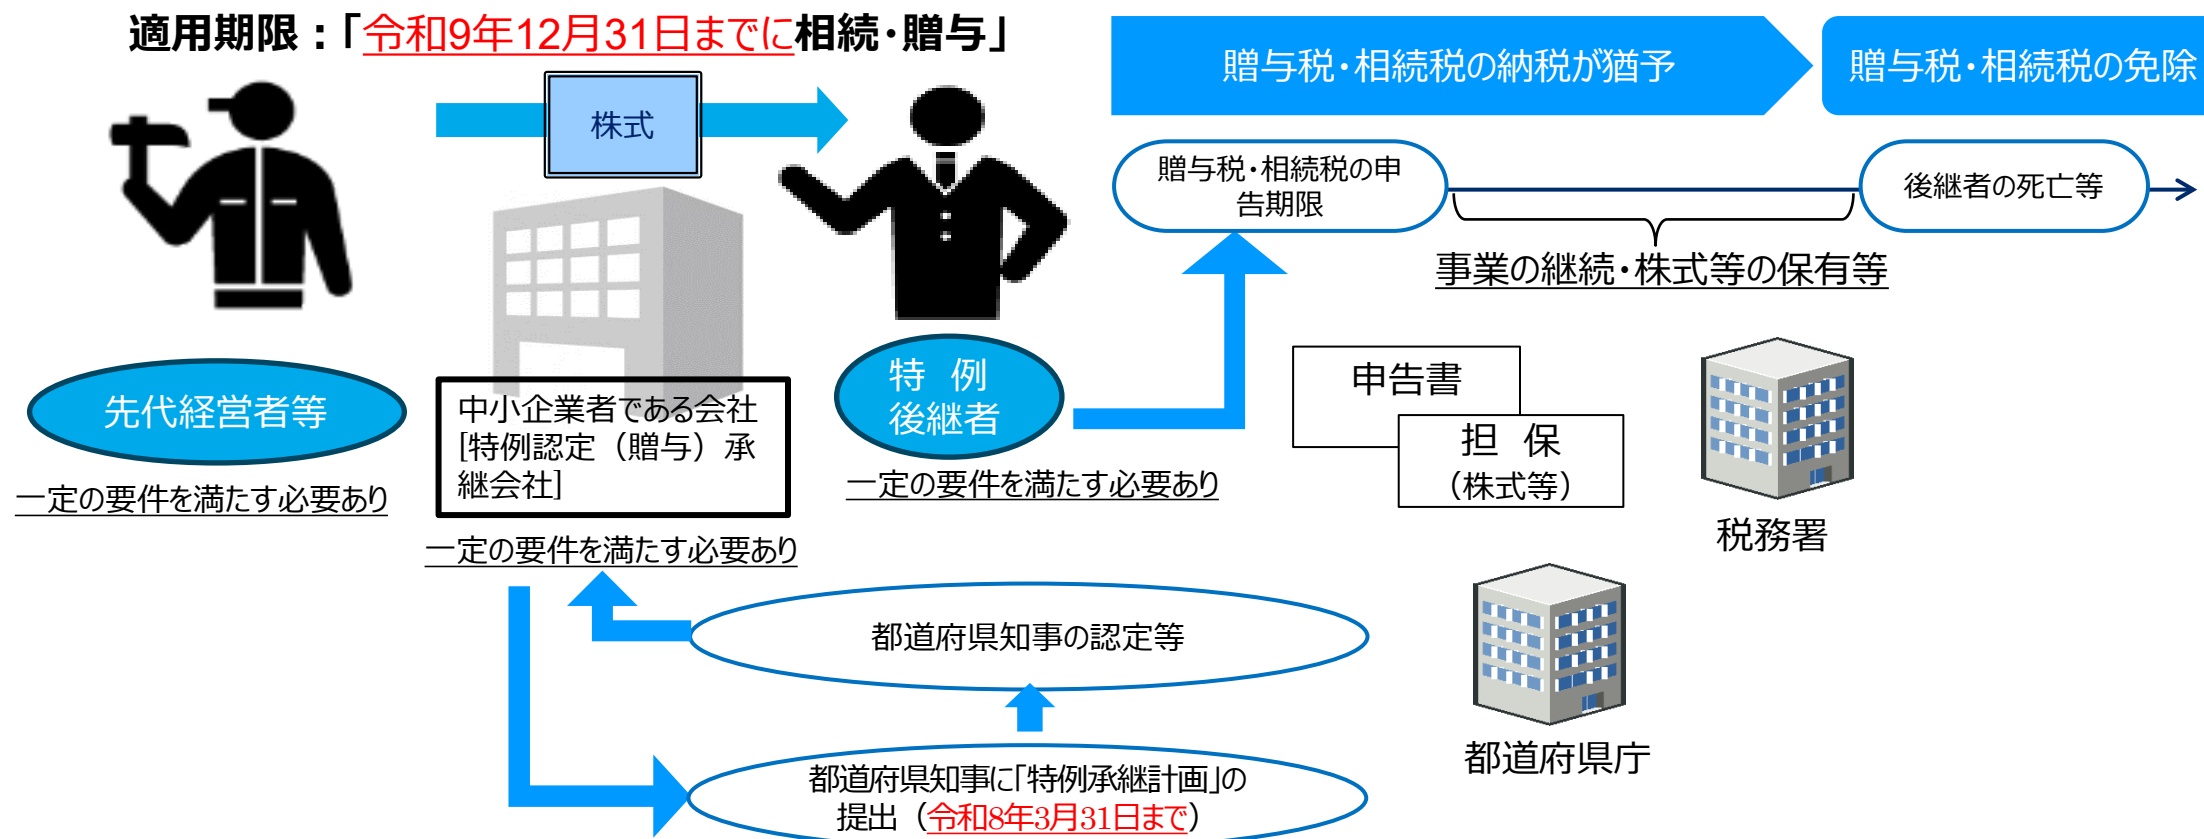 適用期限：「令和9年12月31日までに相続・贈与」
株式
先代経営者等
一定の要件を満たす必要あり
中小企業者である会社
[特例認定（贈与）承
継会社]
一定の要件を満たす必要あり
特 例
後継者
一定の要件を満たす必要あり
贈与税・相続税の納税が猶予
贈与税・相続税の免除
贈与税・相続税の申
告期限
後継者の死亡等
事業の継続・株式等の保有等
申告書
担 保
（株式等）
税務署
都道府県庁
都道府県知事の認定等
都道府県知事に「特例承継計画」の
提出（令和8年3月31日まで）